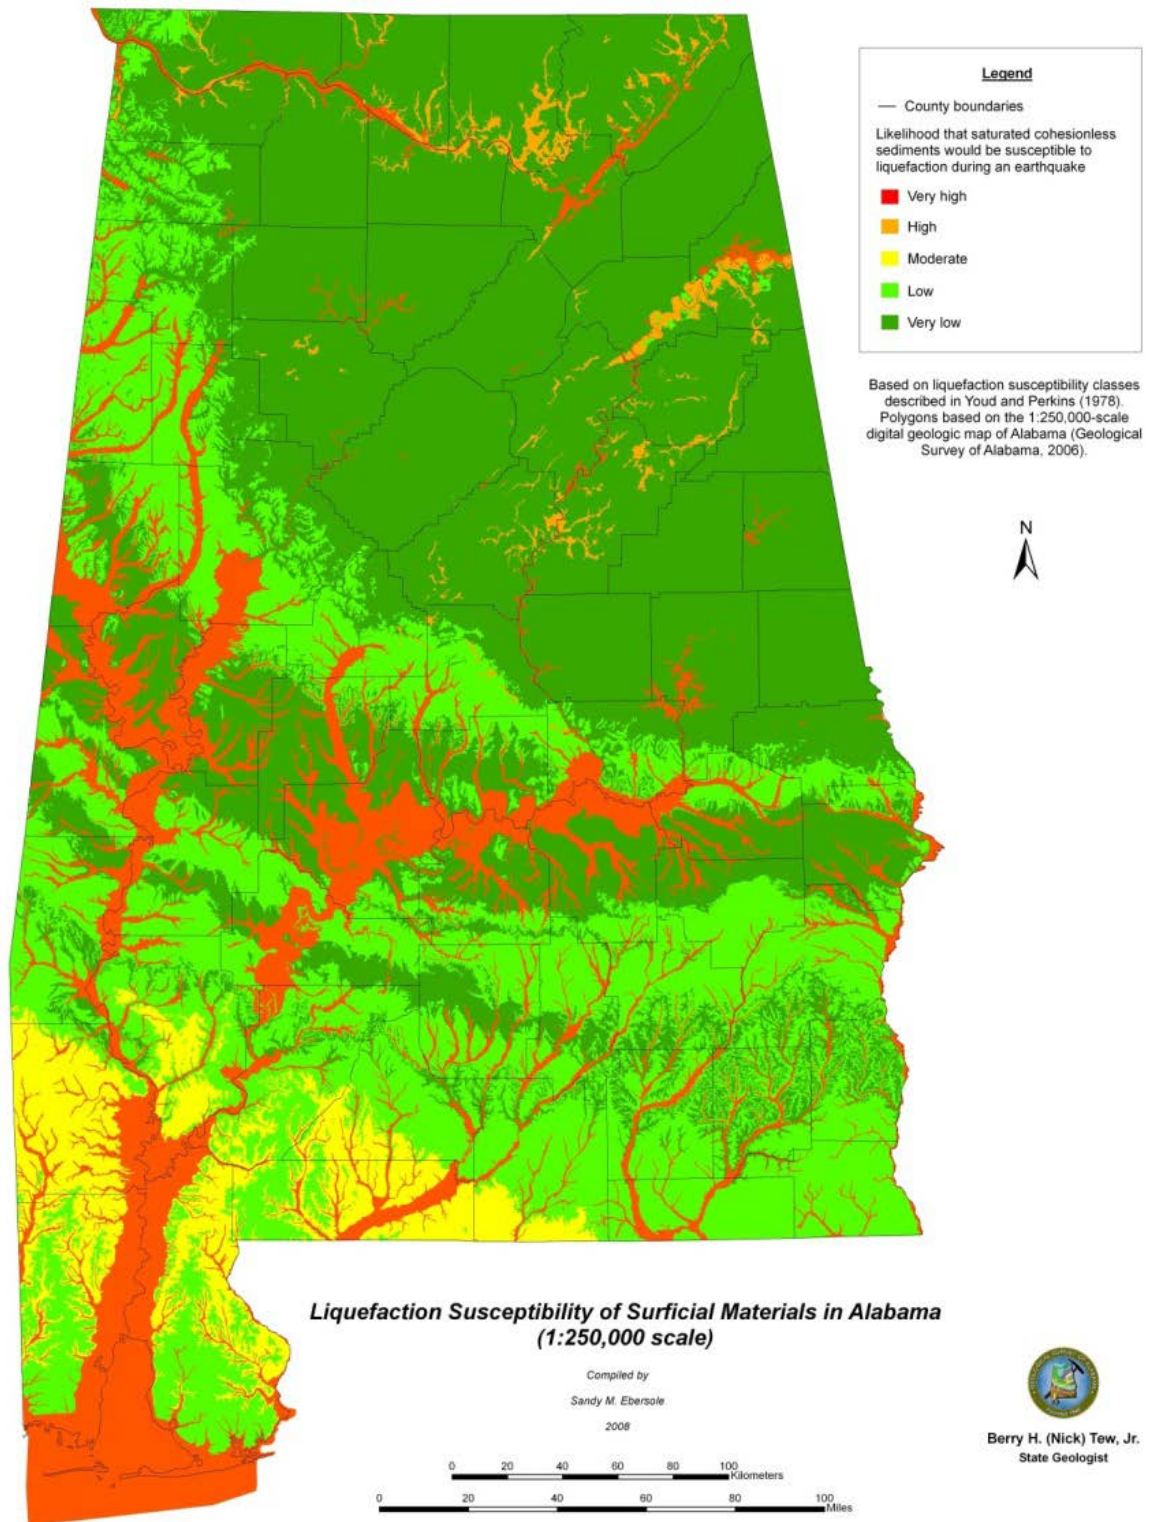 Legend
County boundaries
Likelihood that saturated cohesionless
sediments would be susceptible to
liquefaction during an earthquake
Very high
High
Moderate
Low
Very low
Based on liquefaction susceptibility classes
described in Youd and Perkins (1978).
Polygons based on the 1:250,000-scale
digital geologic map of Alabama (Geological
Survey of Alabama, 2006).
N
Liquefaction Susceptibility of Surficial Materials in Alabama
(1:250,000 scale)
Compiled by
Sandy M. Ebersole
2008
0 20 40 60 80 100
Kilometers
0 20 40 60 80 100
Miles
Berry H. (Nick) Tew, Jr.
State Geologist